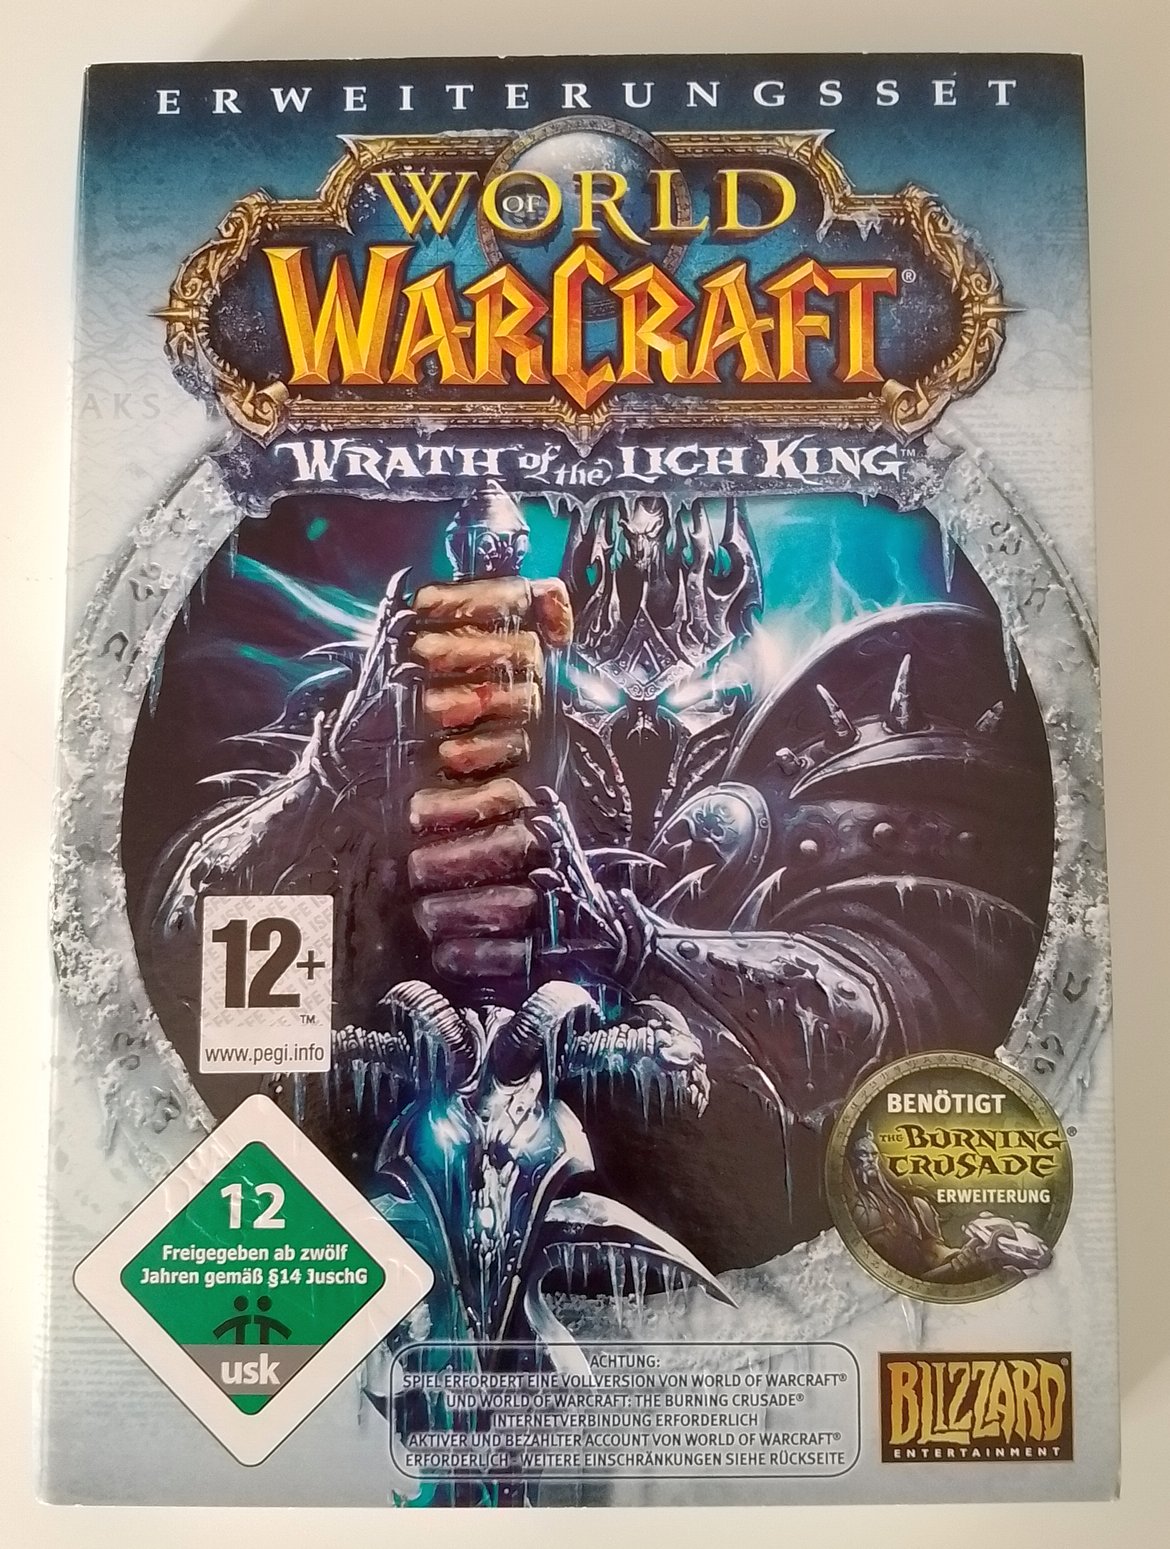 ERWEITERUNGSSET
WORLD OF
WARCRAFT®
AKS
WRATH of the LICH KING™
12+
™
www.pegi.info
BENÖTIGT
THE BURNING®
CRUSADE
ERWEITERUNG
12
Freigegeben ab zwölf
Jahren gemäß §14 JuschG
usk
ACHTUNG:
SPIEL ERFORDERT EINE VOLLVERSION VON WORLD OF WARCRAFT®
UND WORLD OF WARCRAFT: THE BURNING CRUSADE®
INTERNETVERBINDUNG ERFORDERLICH
AKTIVER UND BEZAHLTER ACCOUNT VON WORLD OF WARCRAFT®
ERFORDERLICH - WEITERE EINSCHRÄNKUNGEN SIEHE RÜCKSEITE
BLIZZARD®
ENTERTAINMENT